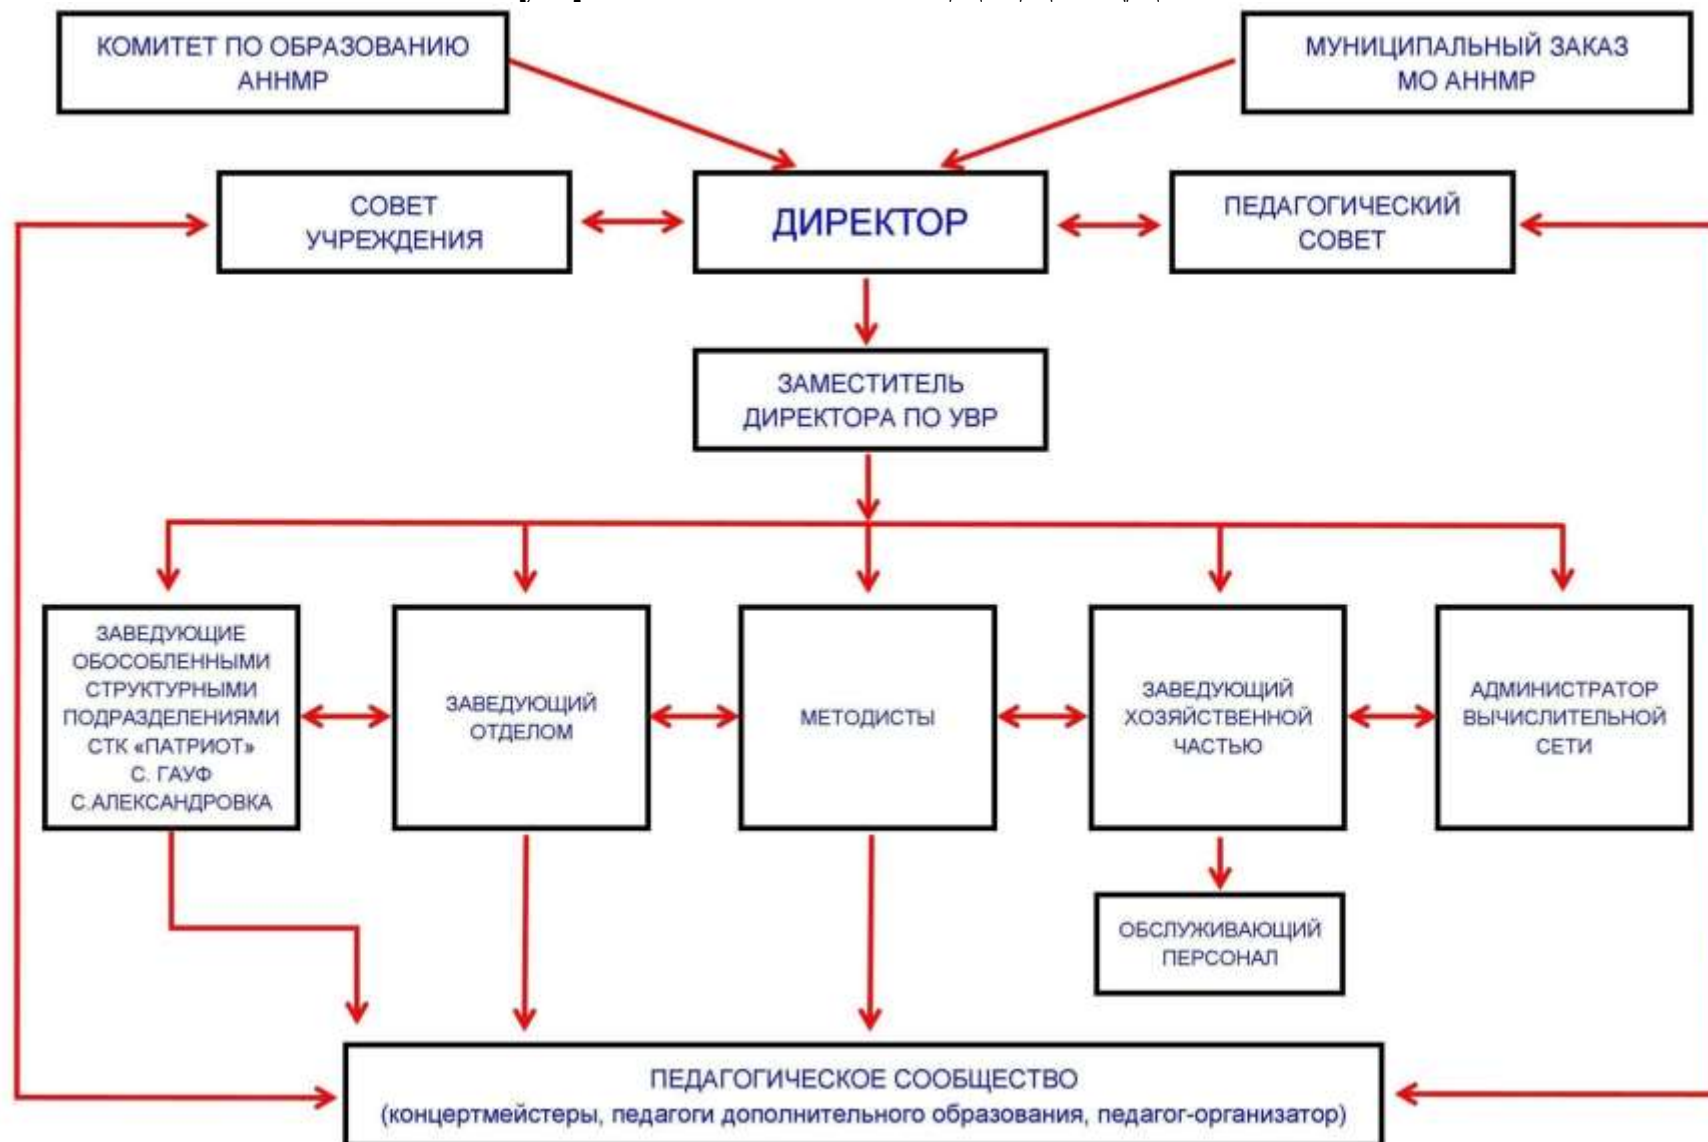 КОМИТЕТ ПО ОБРАЗОВАНИЮ
АННМР
МУНИЦИПАЛЬНЫЙ ЗАКАЗ
МО АННМР
СОВЕТ
УЧРЕЖДЕНИЯ
ДИРЕКТОР
ПЕДАГОГИЧЕСКИЙ
СОВЕТ
ЗАМЕСТИТЕЛЬ
ДИРЕКТОРА ПО УВР
ЗАВЕДУЮЩИЕ
ОБОСОБЛЕННЫМИ
СТРУКТУРНЫМИ
ПОДРАЗДЕЛЕНИЯМИ
СТК «ПАТРИОТ»
С. ГАУФ
С.АЛЕКСАНДРОВКА
ЗАВЕДУЮЩИЙ
ОТДЕЛОМ
МЕТОДИСТЫ
ЗАВЕДУЮЩИЙ
ХОЗЯЙСТВЕННОЙ
ЧАСТЬЮ
АДМИНИСТРАТОР
ВЫЧИСЛИТЕЛЬНОЙ
СЕТИ
ОБСЛУЖИВАЮЩИЙ
ПЕРСОНАЛ
ПЕДАГОГИЧЕСКОЕ СООБЩЕСТВО
(концертмейстеры, педагоги дополнительного образования, педагог-организатор)